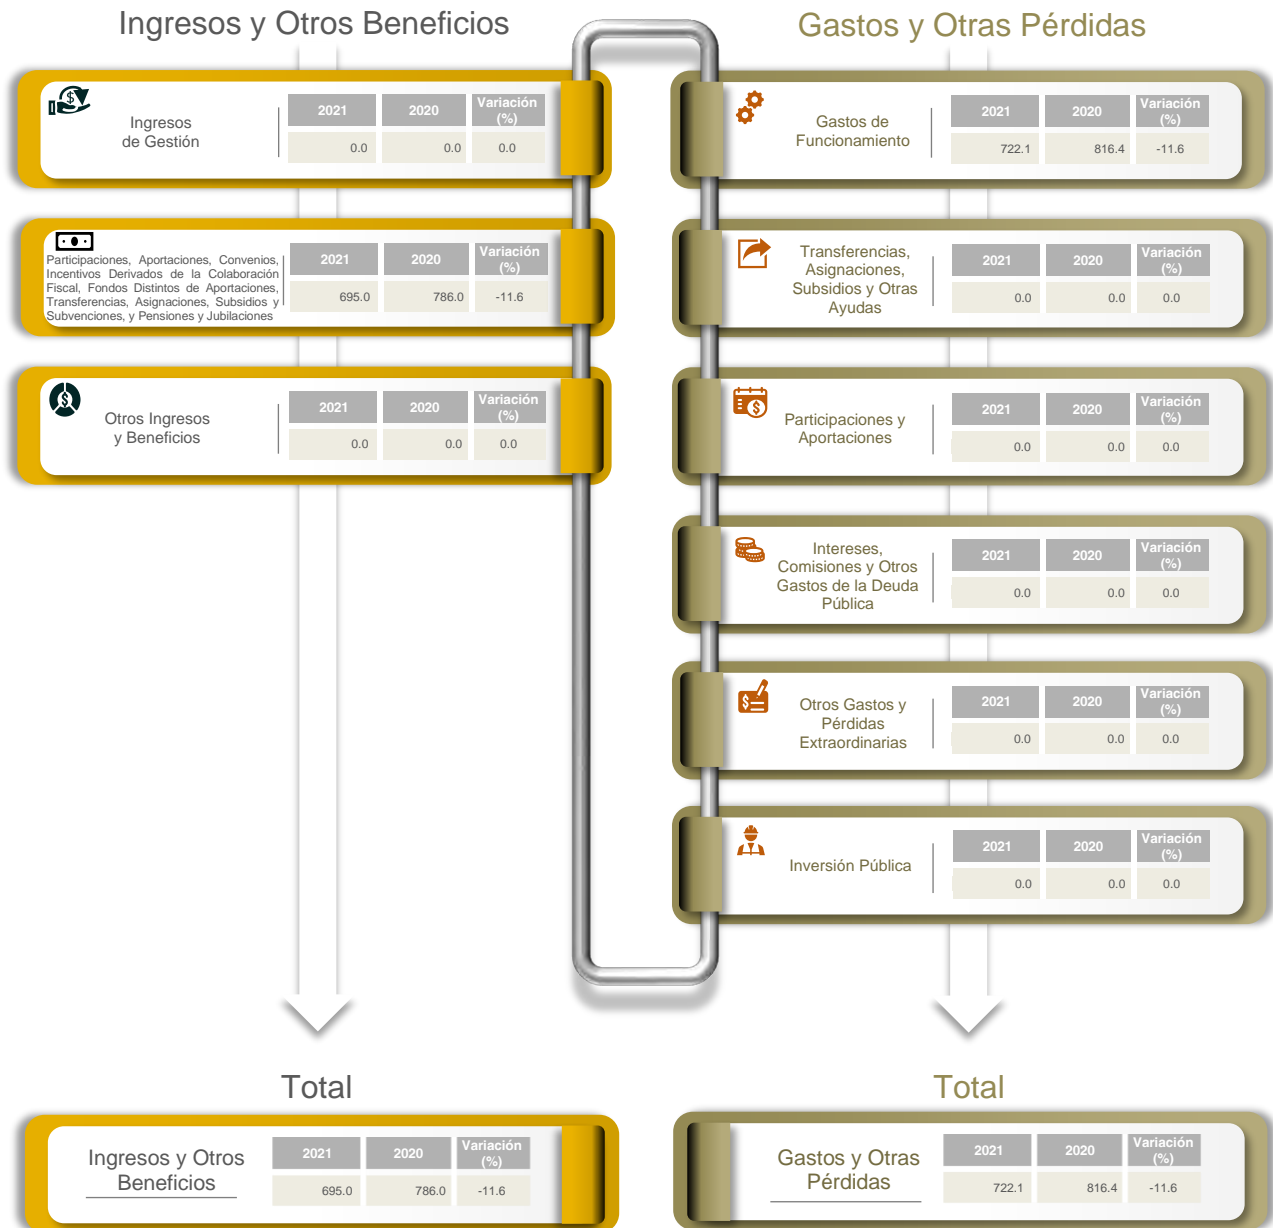 Ingresos y Otros Beneficios
Ingresos
de Gestión
2021 2020 Variación
(%)
0.0 0.0 0.0
Participaciones, Aportaciones, Convenios,
Incentivos Derivados de la Colaboración
Fiscal, Fondos Distintos de Aportaciones,
Transferencias, Asignaciones, Subsidios y
Subvenciones, y Pensiones y Jubilaciones
2021 2020 Variación
(%)
695.0 786.0 -11.6
Otros Ingresos
y Beneficios
2021 2020 Variación
(%)
0.0 0.0 0.0
Total
Ingresos y Otros
Beneficios
2021 2020 Variación
(%)
695.0 786.0 -11.6
Gastos y Otras Pérdidas
Gastos de
Funcionamiento
2021 2020 Variación
(%)
722.1 816.4 -11.6
Transferencias,
Asignaciones,
Subsidios y Otras
Ayudas
2021 2020 Variación
(%)
0.0 0.0 0.0
Participaciones y
Aportaciones
2021 2020 Variación
(%)
0.0 0.0 0.0
Intereses,
Comisiones y Otros
Gastos de la Deuda
Pública
2021 2020 Variación
(%)
0.0 0.0 0.0
Otros Gastos y
Pérdidas
Extraordinarias
2021 2020 Variación
(%)
0.0 0.0 0.0
Inversión Pública
2021 2020 Variación
(%)
0.0 0.0 0.0
Total
Gastos y Otras
Pérdidas
2021 2020 Variación
(%)
722.1 816.4 -11.6